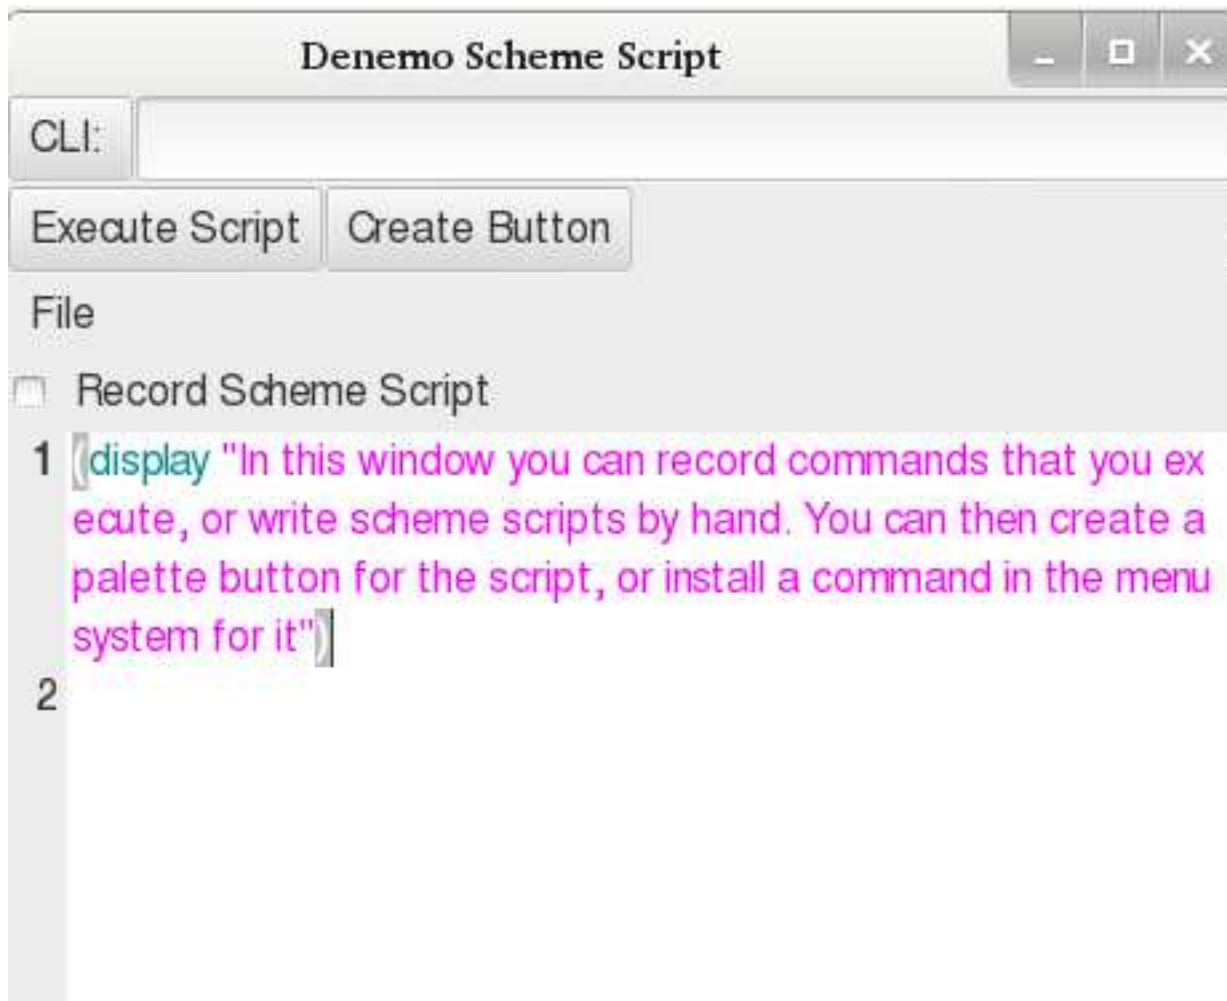 Denemo Scheme Script
CLI:
Execute Script Create Button
File
Record Scheme Script
1 (display "In this window you can record commands that you ex
ecute, or write scheme scripts by hand. You can then create a
palette button for the script, or install a command in the menu
system for it")
2